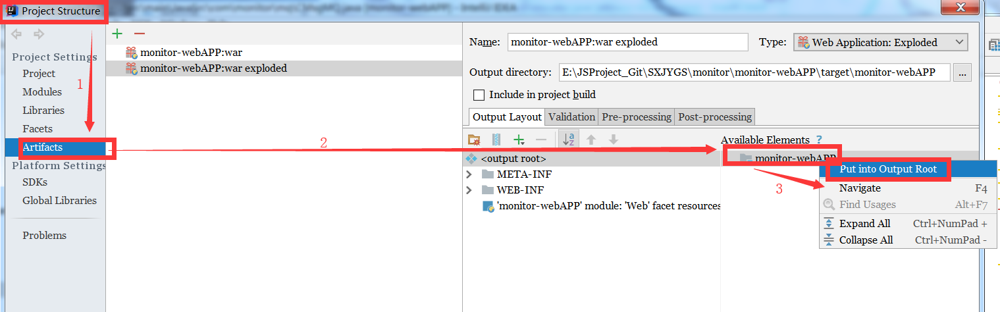 Project Structure
Project Settings
Project
Modules
Libraries
Facets
Artifacts
Platform Settings
SDKs
Global Libraries
Problems
1
monitor-webAPP:war
monitor-webAPP:war exploded
2
Name: monitor-webAPP:war exploded Type: Web Application: Exploded
Output directory: E:\JSProject_Git\SXJYGS\monitor\monitor-webAPP\target\monitor-webAPP ...
Include in project build
Output Layout Validation Pre-processing Post-processing
Available Elements ?
<output root>
META-INF
WEB-INF
'monitor-webAPP' module: 'Web' facet resources
monitor-webAPP
3
Put into Output Root
Navigate F4
Find Usages Alt+F7
Expand All Ctrl+NumPad +
Collapse All Ctrl+NumPad -